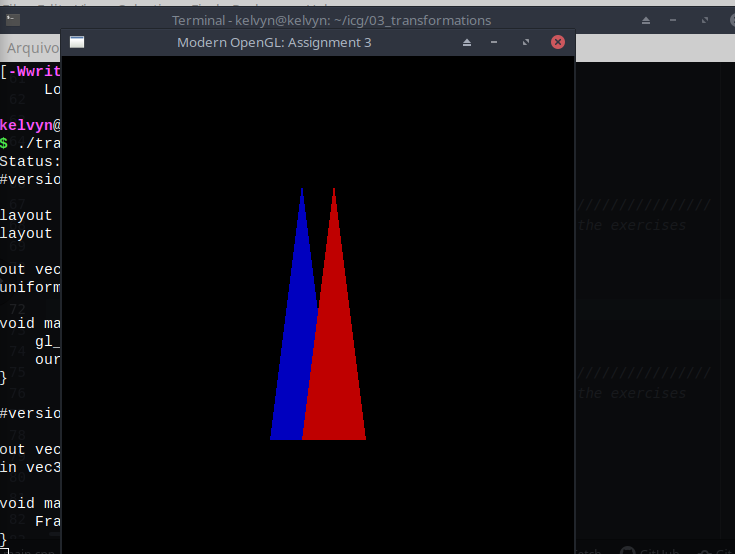 Terminal - kelvyn@kelvyn: ~/icg/03_transformations
Modern OpenGL: Assignment 3
Arquivo
[-Wwrit
Lo
kelvyn@
$ ./tra
Status:
#versio
layout
layout
out vec
uniform
void ma
gl_
our
}
#versio
out vec
in vec3
void ma
Fra
}
////////////////
the exercises
////////////////
the exercises
GitHub